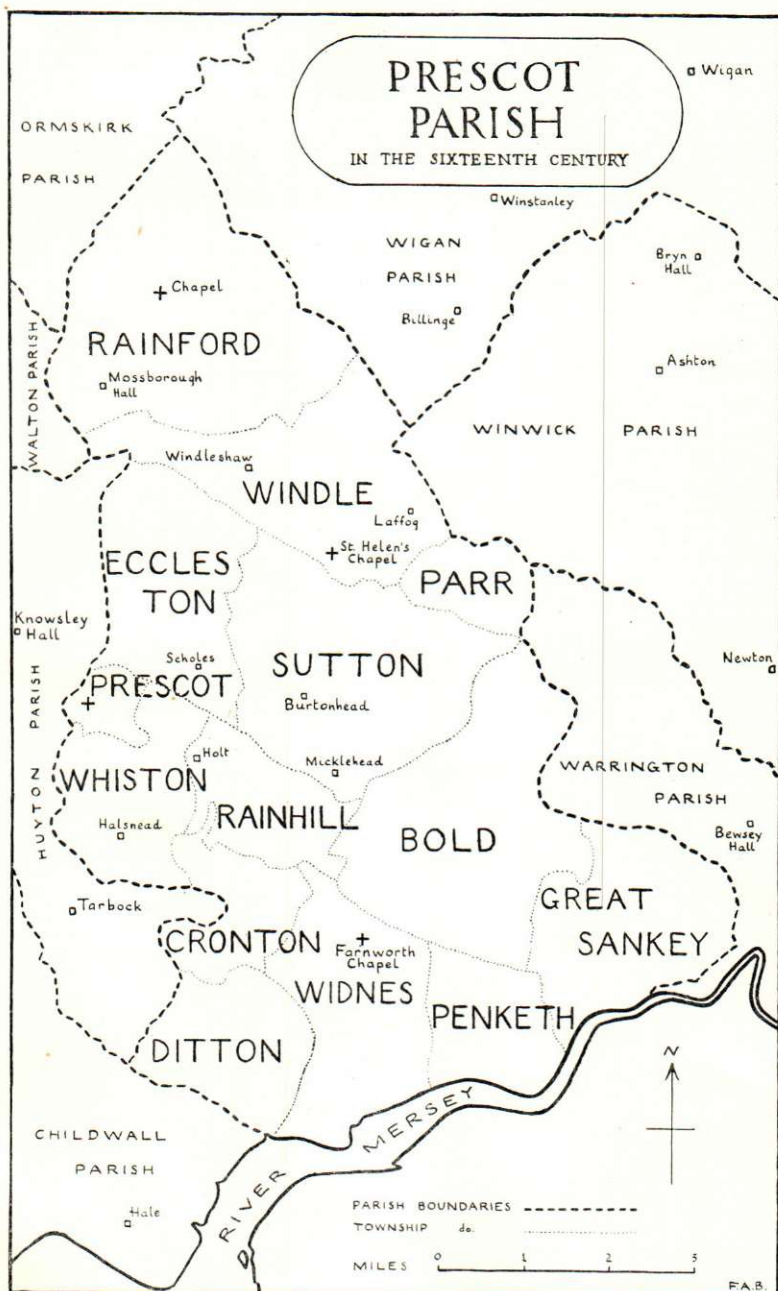 PRESCOT
PARISH
IN THE SIXTEENTH CENTURY
Wigan
ORMSKIRK
PARISH
Winstanley
WIGAN
PARISH
Bryn
Hall
Chapel
Billinge
RAINFORD
WALTON PARISH
Mossborough
Hall
Ashton
WINWICK PARISH
Windleshaw
WINDLE
Laffog
St. Helen's
Chapel
ECCLES
TON
PARR
Knowsley
Hall
Scholes
SUTTON
Newton
PRESCOT
Burtonhead
HUYTON PARISH
Holt
Micklehead
WHISTON
WARRINGTON
PARISH
RAINHILL
Halsnead
BOLD
Bewsey
Hall
Tarbock
GREAT
SANKEY
CRONTON
Farnworth
Chapel
WIDNES
PENKETH
DITTON
N
RIVER MERSEY
CHILDWALL
PARISH
Hale
PARISH BOUNDARIES
TOWNSHIP do.
MILES 0 1 2 3
F.A.B.